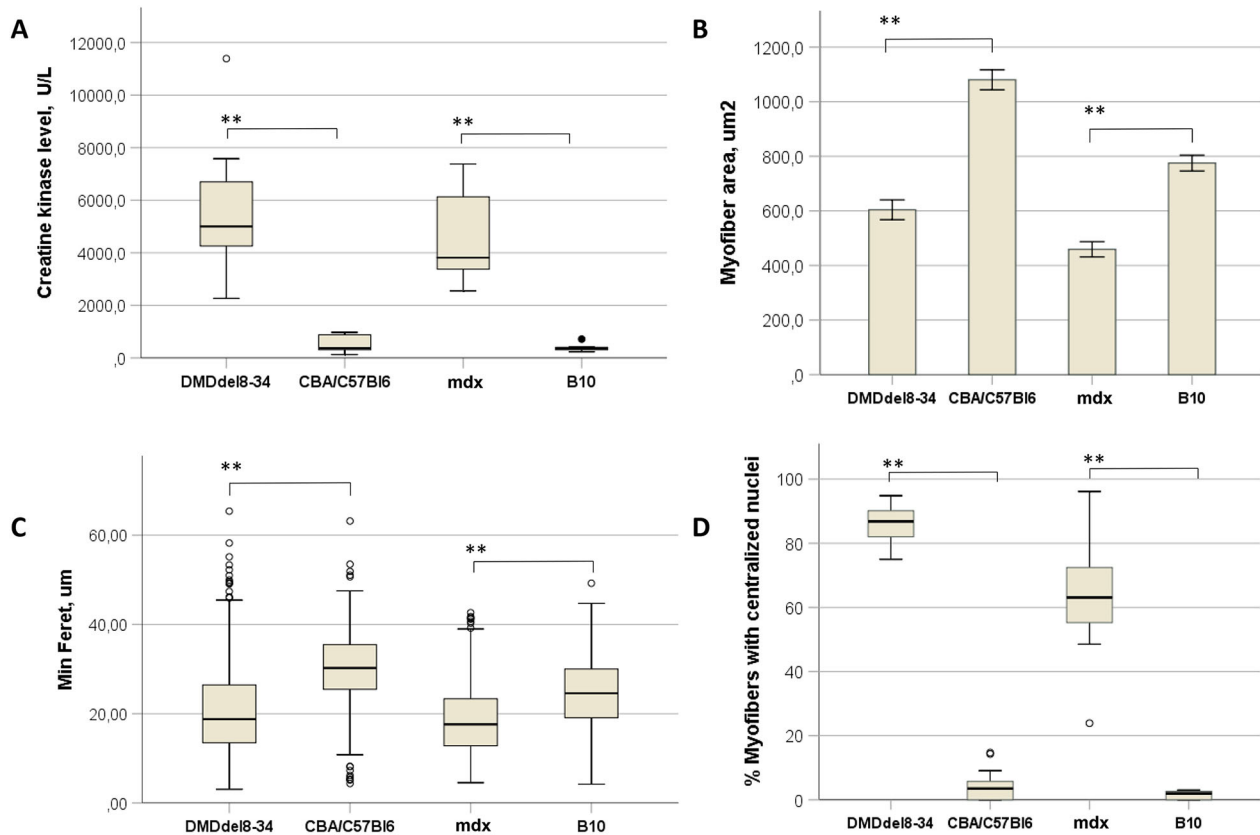 A
Creatine kinase level, U/L
12000,0
10000,0
8000,0
6000,0
4000,0
2000,0
,0
**
**
DMDdel8-34 CBA/C57Bl6 mdx B10
B
Myofiber area, um2
1200,0
1000,0
800,0
600,0
400,0
200,0
,0
**
**
DMDdel8-34 CBA/C57Bl6 mdx B10
C
Min Feret, um
60,00
40,00
20,00
,00
**
**
DMDdel8-34 CBA/C57Bl6 mdx B10
D
% Myofibers with centralized nuclei
100
80
60
40
20
0
**
**
DMDdel8-34 CBA/C57Bl6 mdx B10